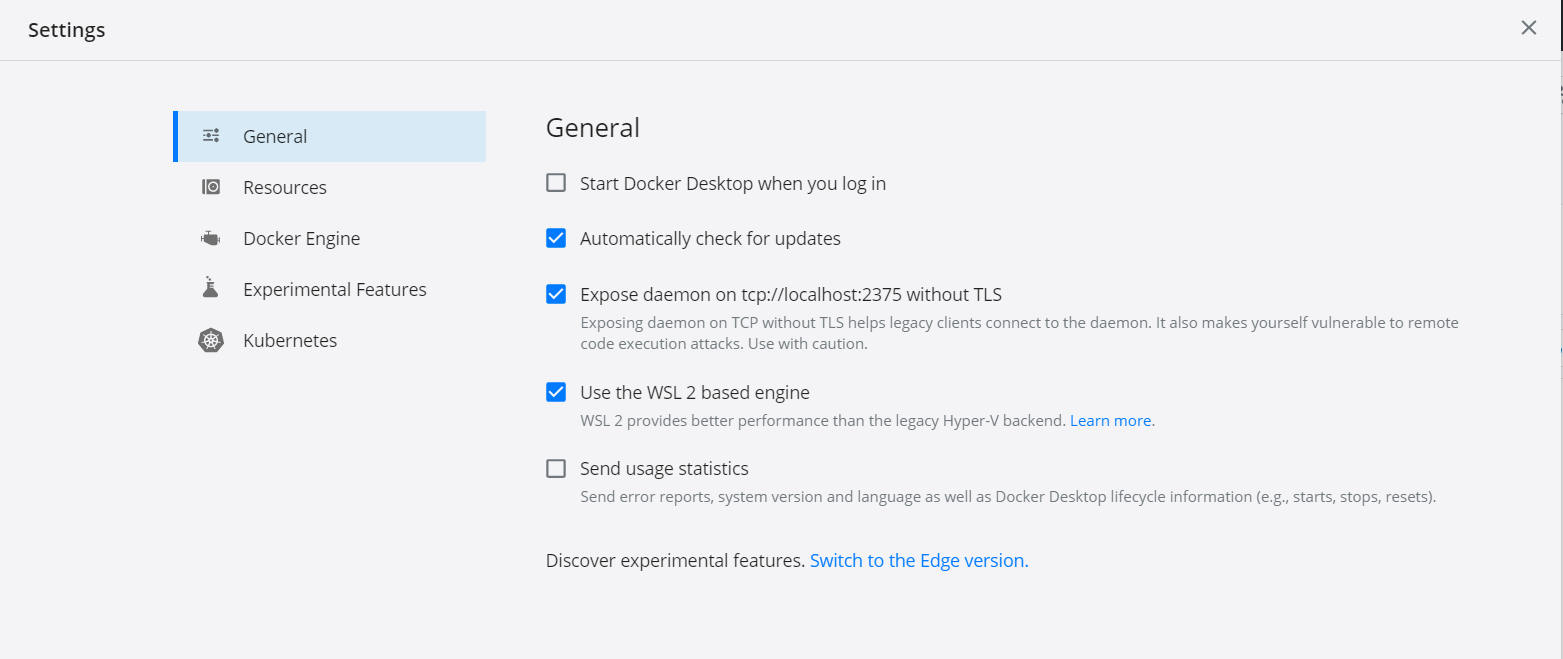 Settings
General
Resources
Docker Engine
Experimental Features
Kubernetes
General
Start Docker Desktop when you log in
Automatically check for updates
Expose daemon on tcp://localhost:2375 without TLS
Exposing daemon on TCP without TLS helps legacy clients connect to the daemon. It also makes yourself vulnerable to remote
code execution attacks. Use with caution.
Use the WSL 2 based engine
WSL 2 provides better performance than the legacy Hyper-V backend. Learn more.
Send usage statistics
Send error reports, system version and language as well as Docker Desktop lifecycle information (e.g., starts, stops, resets).
Discover experimental features. Switch to the Edge version.